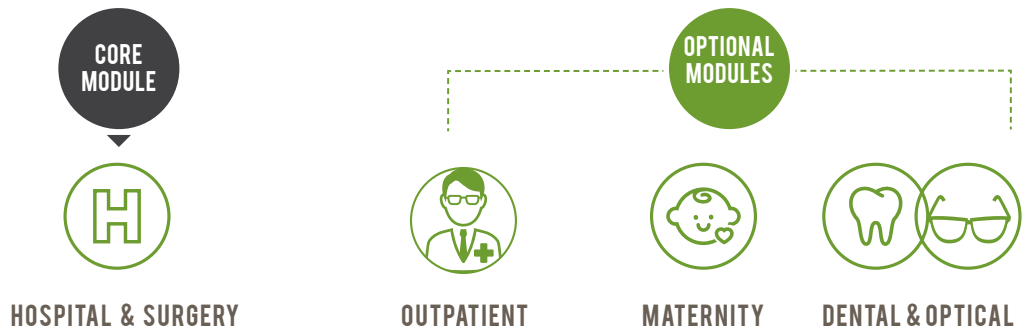 CORE
MODULE
OPTIONAL
MODULES
H
HOSPITAL & SURGERY
OUTPATIENT
MATERNITY
DENTAL & OPTICAL